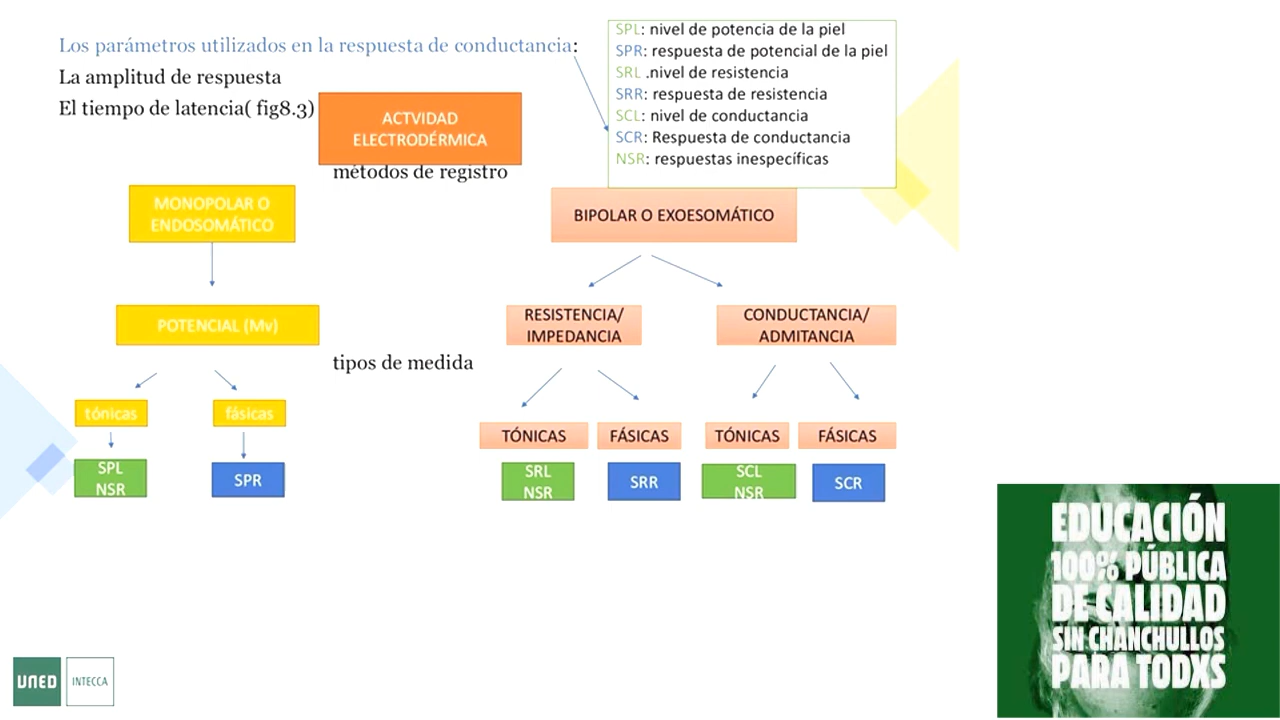 Los parámetros utilizados en la respuesta de conductancia:
La amplitud de respuesta
El tiempo de latencia( fig8.3)
SPL: nivel de potencia de la piel
SPR: respuesta de potencial de la piel
SRL .nivel de resistencia
SRR: respuesta de resistencia
SCL: nivel de conductancia
SCR: Respuesta de conductancia
NSR: respuestas inespecíficas
ACTVIDAD
ELECTRODÉRMICA
métodos de registro
MONOPOLAR O
ENDOSOMÁTICO
BIPOLAR O EXOESOMÁTICO
POTENCIAL (Mv)
RESISTENCIA/
IMPEDANCIA
CONDUCTANCIA/
ADMITANCIA
tipos de medida
tónicas
fásicas
TÓNICAS
FÁSICAS
TÓNICAS
FÁSICAS
SPL
NSR
SPR
SRL
NSR
SRR
SCL
NSR
SCR
EDUCACIÓN
100% PÚBLICA
DE CALIDAD
SIN CHANCHULLOS
PARA TODXS
UNED
INTECCA